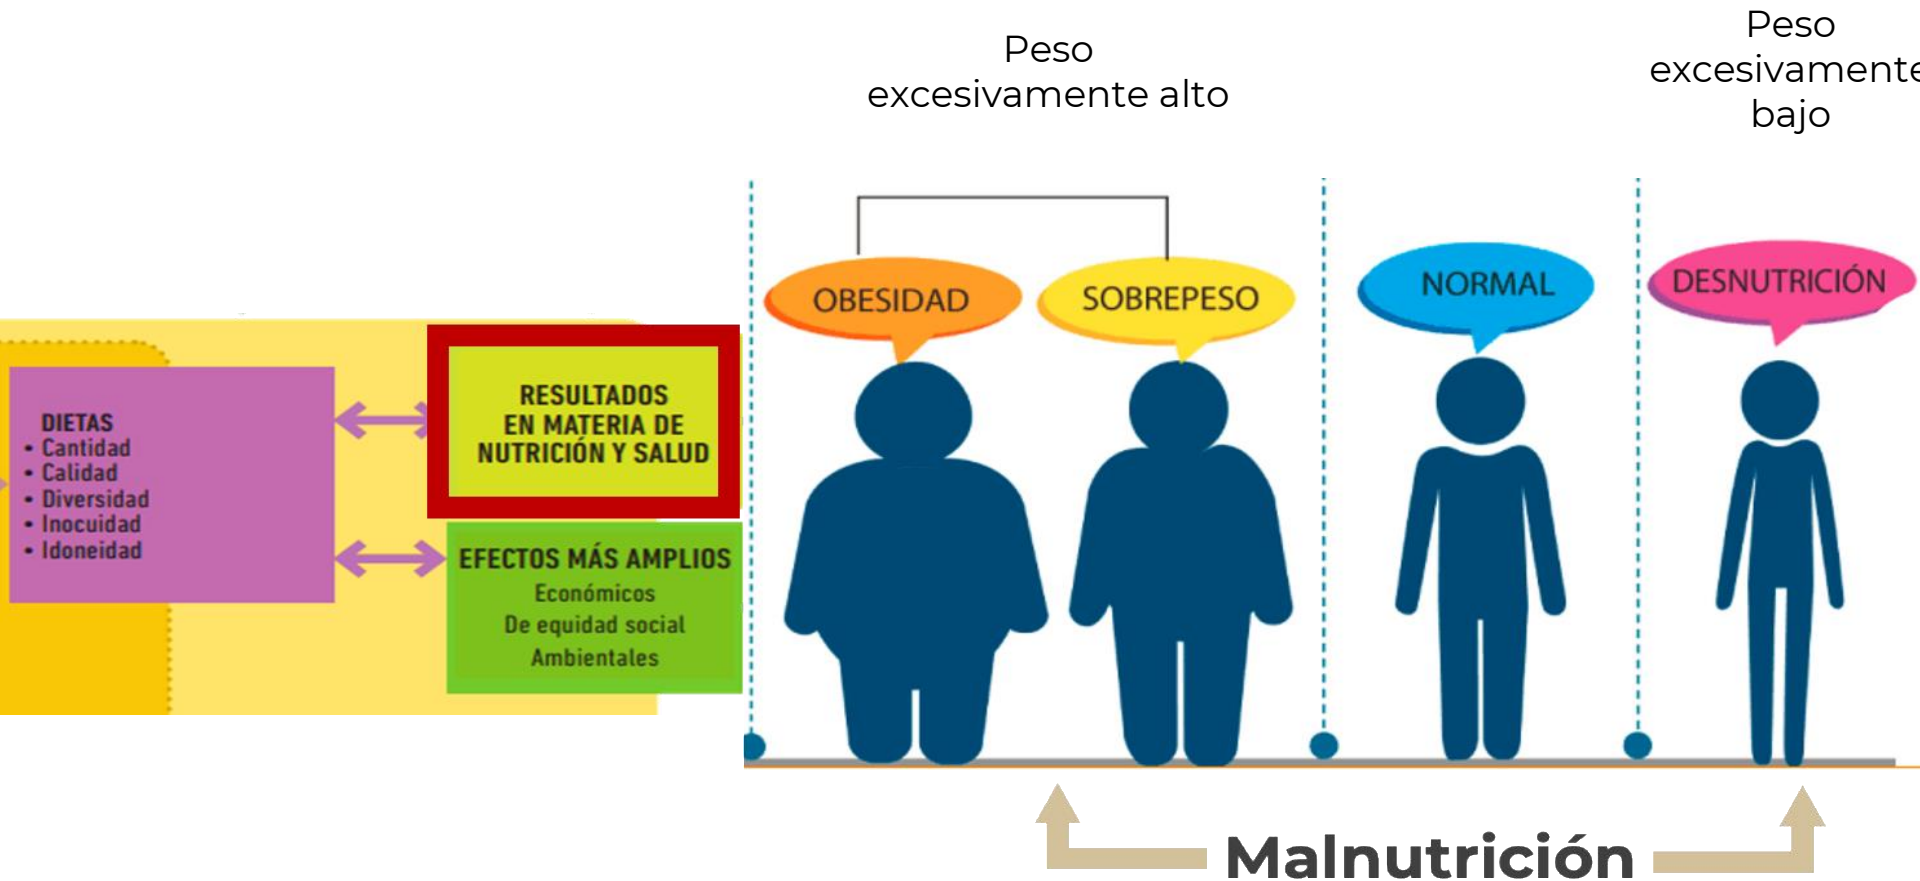 Peso
excesivamente alto
Peso
excesivamente
bajo
OBESIDAD
SOBREPESO
NORMAL
DESNUTRICIÓN
DIETAS
• Cantidad
• Calidad
• Diversidad
• Inocuidad
• Idoneidad
RESULTADOS
EN MATERIA DE
NUTRICIÓN Y SALUD
EFECTOS MÁS AMPLIOS
Económicos
De equidad social
Ambientales
Malnutrición